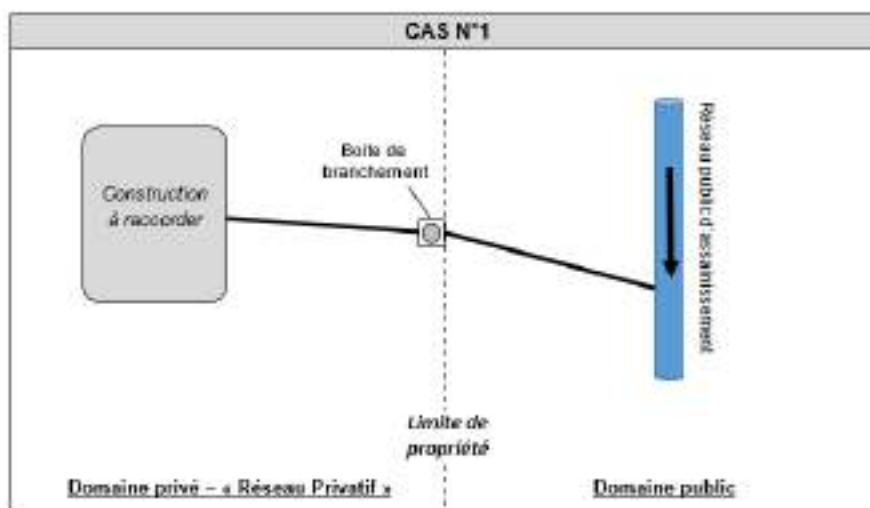 CAS N°1
Boite de
branchement
Construction
à raccorder
Réseau public d'assainissement
Limite de
propriété
Domaine privé – « Réseau Privatif »
Domaine public